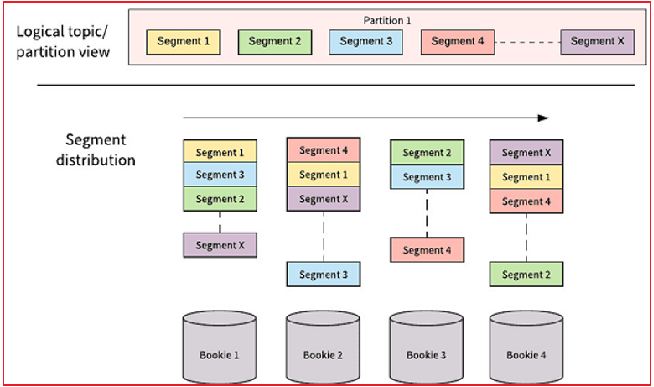 Logical topic/
partition view
Partition 1
Segment 1 Segment 2 Segment 3 Segment 4 Segment X
Segment
distribution
Segment 1
Segment 3
Segment 2
Segment X
Segment 4
Segment 1
Segment X
Segment 3
Segment 2
Segment 3
Segment 4
Segment X
Segment 1
Segment 4
Segment 2
Bookie 1 Bookie 2 Bookie 3 Bookie 4